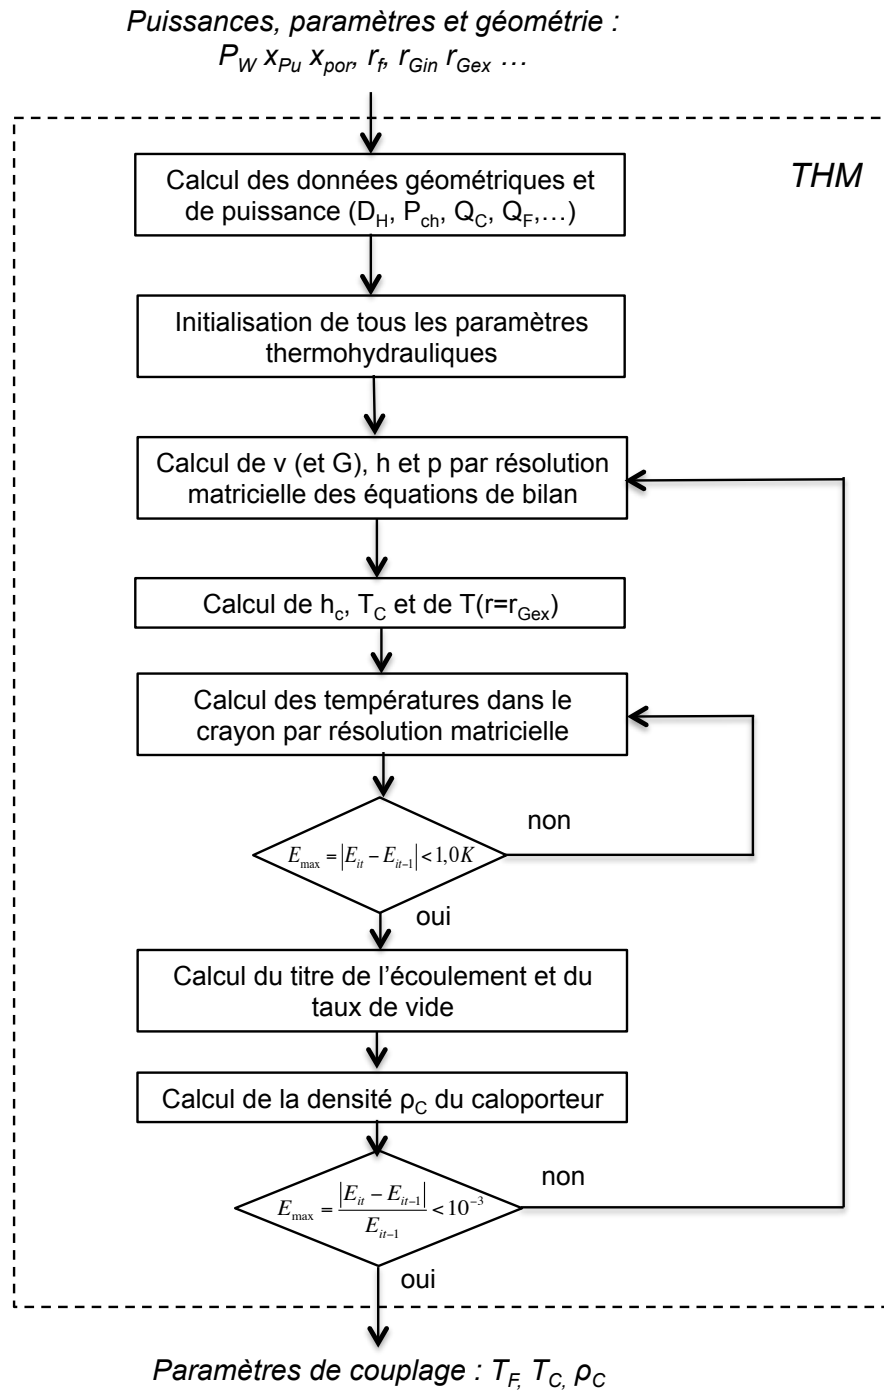 Puissances, paramètres et géométrie :
P_W x_Pu x_por, r_f, r_Gin r_Gex …
THM
Calcul des données géométriques et
de puissance (D_H, P_ch, Q_C, Q_F,…)
Initialisation de tous les paramètres
thermohydrauliques
Calcul de v (et G), h et p par résolution
matricielle des équations de bilan
Calcul de h_c, T_C et de T(r=r_Gex)
Calcul des températures dans le
crayon par résolution matricielle
non
E_max = |E_it − E_it−1| < 1,0K
oui
Calcul du titre de l’écoulement et du
taux de vide
Calcul de la densité ρ_C du caloporteur
non
E_max = |E_it − E_it−1| / E_it−1 < 10^−3
oui
Paramètres de couplage : T_F, T_C, ρ_C